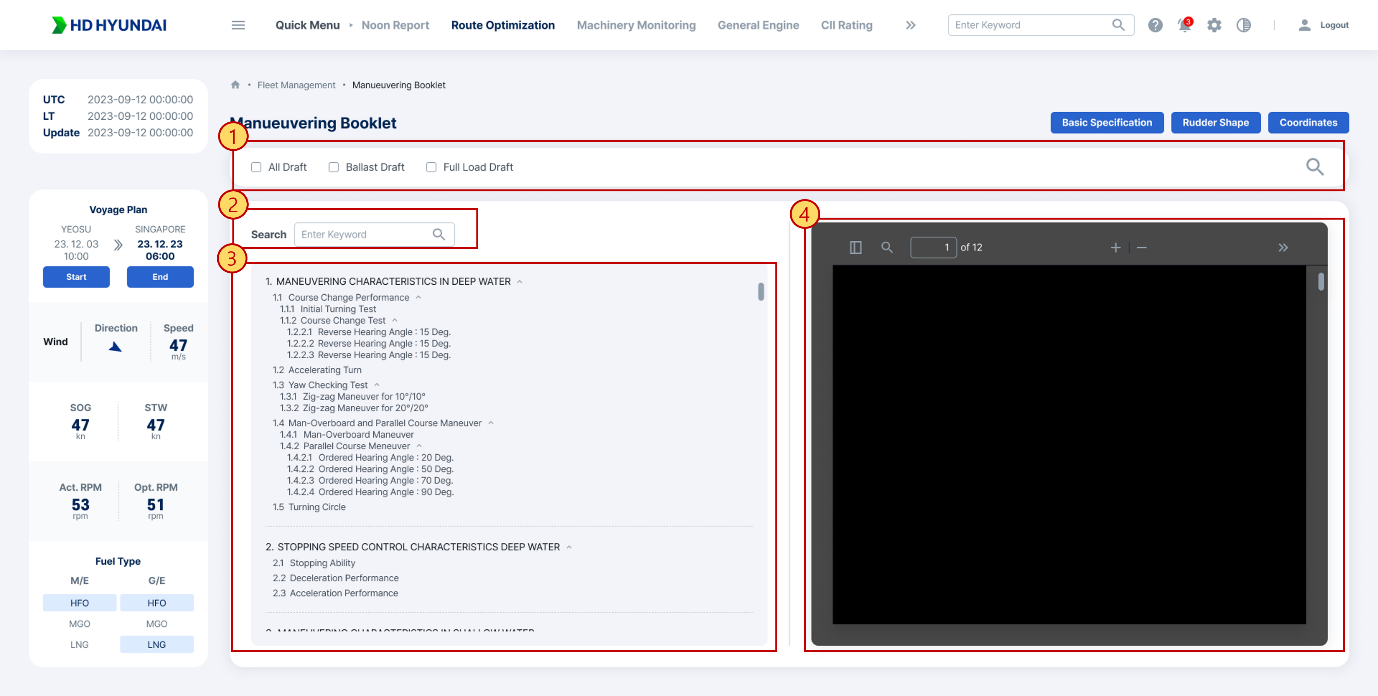 HD HYUNDAI
Quick Menu Noon Report Route Optimization Machinery Monitoring General Engine CII Rating
Enter Keyword
3
Logout
UTC 2023-09-12 00:00:00
LT 2023-09-12 00:00:00
Update 2023-09-12 00:00:00
Voyage Plan
YEOSU SINGAPORE
23. 12. 03 23. 12. 23
10:00 06:00
Start End
Wind Direction Speed
47
m/s
SOG STW
47 47
kn kn
Act. RPM Opt. RPM
53 51
rpm rpm
Fuel Type
M/E G/E
HFO HFO
MGO MGO
LNG LNG
• Fleet Management • Manueuvering Booklet
Manueuvering Booklet
Basic Specification Rudder Shape Coordinates
1
All Draft Ballast Draft Full Load Draft
2
Search Enter Keyword
3
1. MANEUVERING CHARACTERISTICS IN DEEP WATER
1.1 Course Change Performance
1.1.1 Initial Turning Test
1.1.2 Course Change Test
1.2.2.1 Reverse Hearing Angle : 15 Deg.
1.2.2.2 Reverse Hearing Angle : 15 Deg.
1.2.2.3 Reverse Hearing Angle : 15 Deg.
1.2 Accelerating Turn
1.3 Yaw Checking Test
1.3.1 Zig-zag Maneuver for 10°/10°
1.3.2 Zig-zag Maneuver for 20°/20°
1.4 Man-Overboard and Parallel Course Maneuver
1.4.1 Man-Overboard Maneuver
1.4.2 Parallel Course Meneuver
1.4.2.1 Ordered Hearing Angle : 20 Deg.
1.4.2.2 Ordered Hearing Angle : 50 Deg.
1.4.2.3 Ordered Hearing Angle : 70 Deg.
1.4.2.4 Ordered Hearing Angle : 90 Deg.
1.5 Turning Circle
2. STOPPING SPEED CONTROL CHARACTERISTICS DEEP WATER
2.1 Stopping Ability
2.2 Deceleration Performance
2.3 Acceleration Performance
MANEUVERING CHARACTERISTICS IN SHALLOW WATER
4
1 of 12